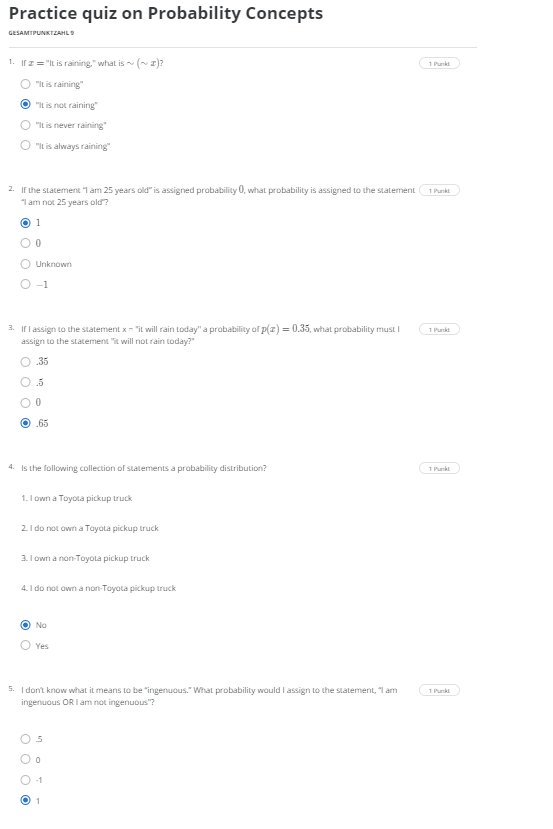 Practice quiz on Probability Concepts
GESAMTPUNKTZAHL 9
1. If x = "It is raining," what is ∼ (∼ x)?
1 Punkt
"It is raining"
"It is not raining"
"It is never raining"
"It is always raining"
2. If the statement "I am 25 years old" is assigned probability 0, what probability is assigned to the statement
1 Punkt
"I am not 25 years old"?
1
0
Unknown
−1
3. If I assign to the statement x = "it will rain today" a probability of p(x) = 0.35, what probability must I
1 Punkt
assign to the statement "it will not rain today?"
.35
.5
0
.65
4. Is the following collection of statements a probability distribution?
1 Punkt
1. I own a Toyota pickup truck
2. I do not own a Toyota pickup truck
3. I own a non-Toyota pickup truck
4. I do not own a non-Toyota pickup truck
No
Yes
5. I don't know what it means to be "ingenuous." What probability would I assign to the statement, "I am
1 Punkt
ingenuous OR I am not ingenuous"?
.5
0
-1
1